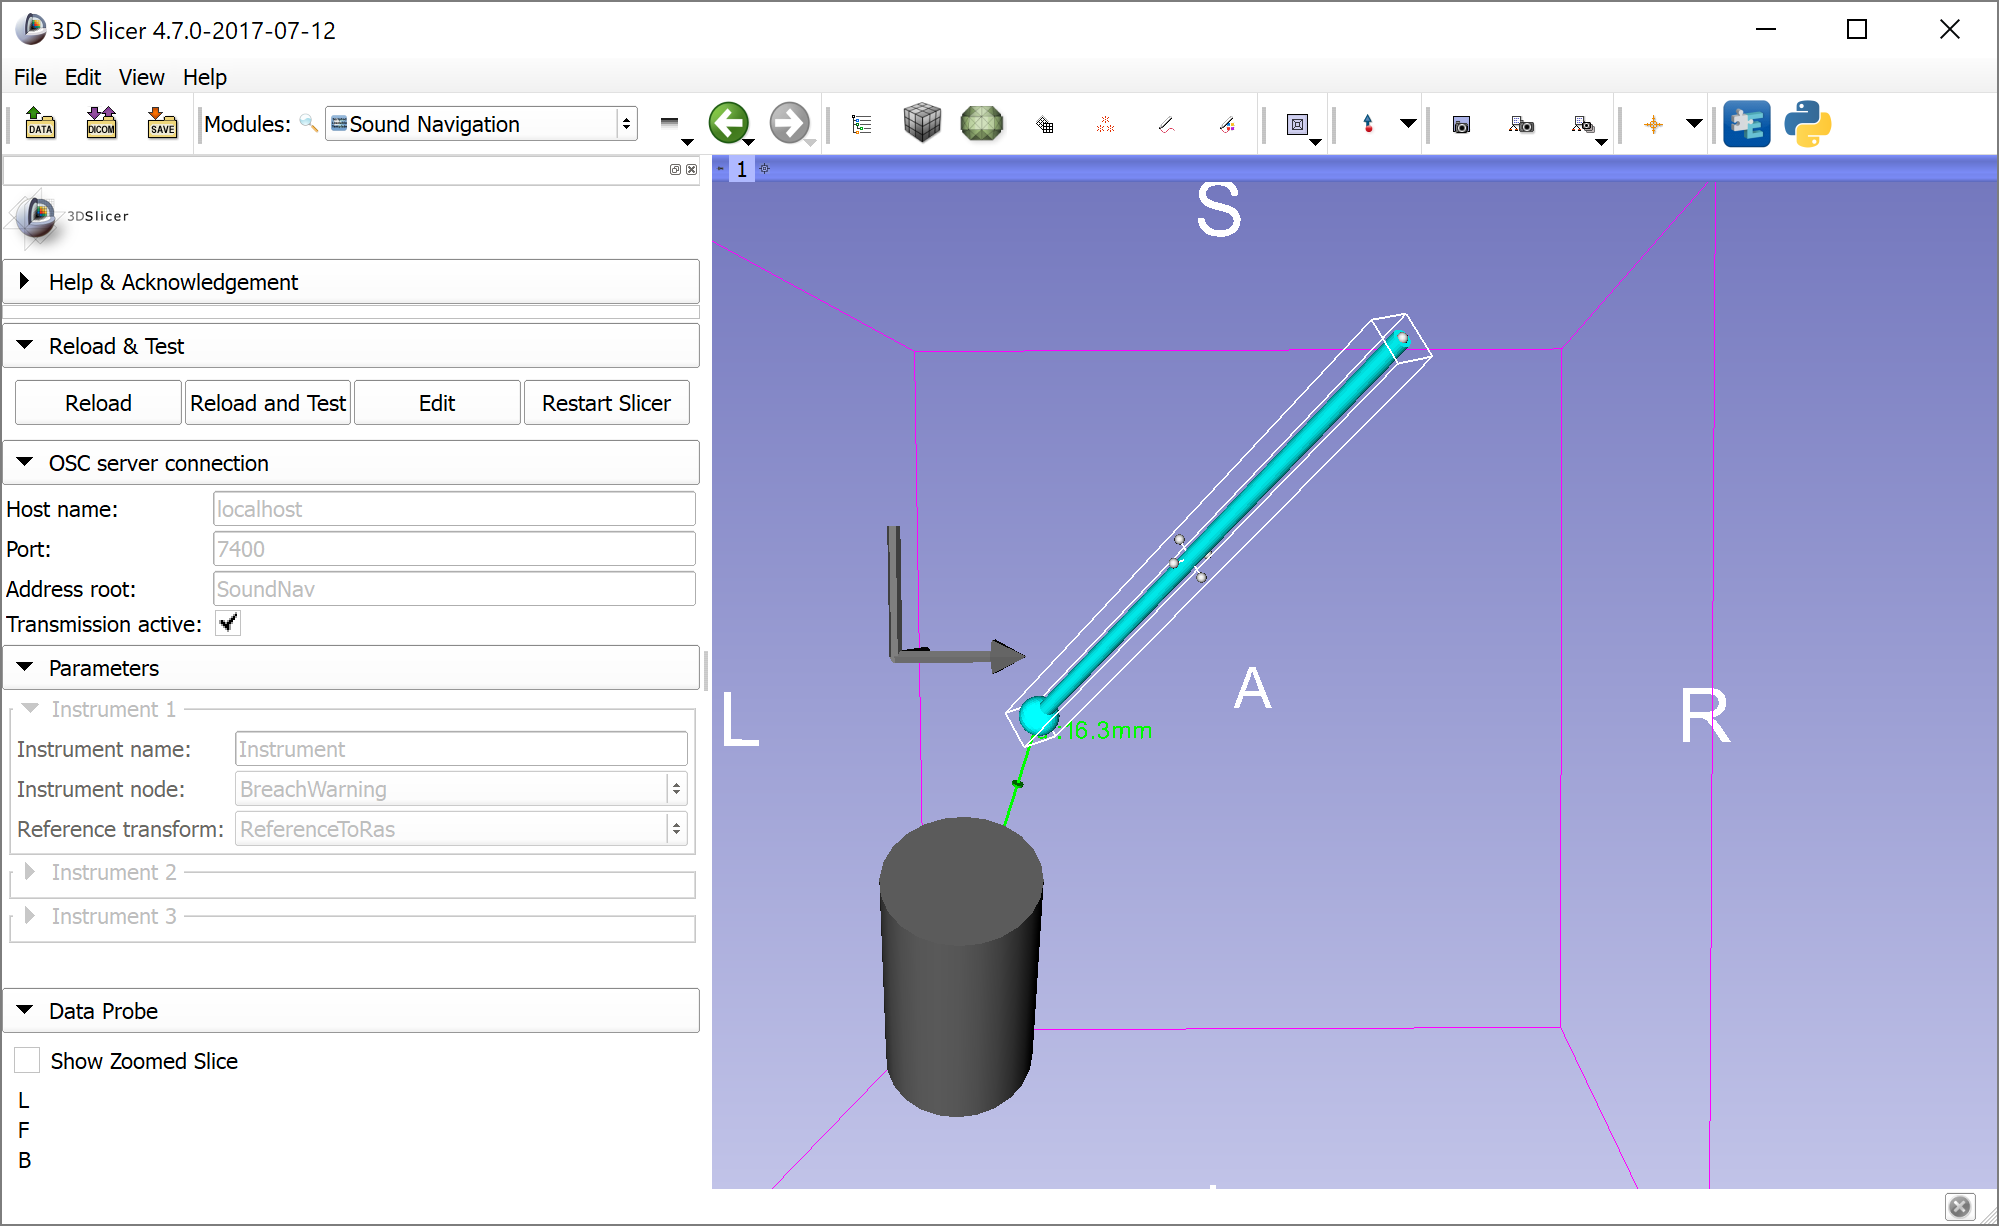 3D Slicer 4.7.0-2017-07-12
File Edit View Help
DATA DICOM SAVE Modules: Sound Navigation
1
3DSlicer
Help & Acknowledgement
Reload & Test
Reload Reload and Test Edit Restart Slicer
OSC server connection
Host name: localhost
Port: 7400
Address root: SoundNav
Transmission active:
Parameters
Instrument 1
Instrument name: Instrument
Instrument node: BreachWarning
Reference transform: ReferenceToRas
Instrument 2
Instrument 3
Data Probe
Show Zoomed Slice
L
F
B
S
A
L
R
16.3mm